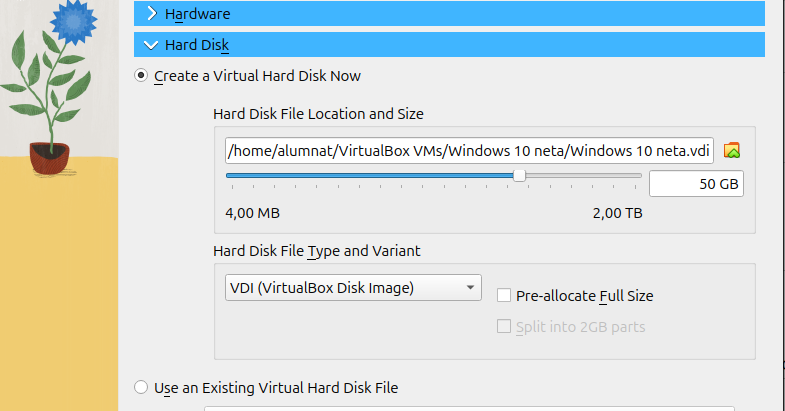 Hardware
Hard Disk
Create a Virtual Hard Disk Now
Hard Disk File Location and Size
/home/alumnat/VirtualBox VMs/Windows 10 neta/Windows 10 neta.vdi
50 GB
4,00 MB 2,00 TB
Hard Disk File Type and Variant
VDI (VirtualBox Disk Image)
Pre-allocate Full Size
Split into 2GB parts
Use an Existing Virtual Hard Disk File